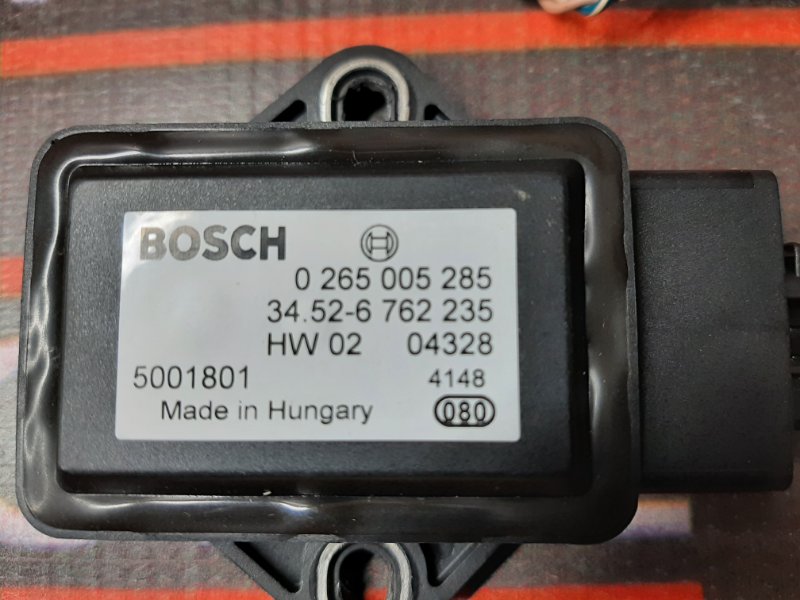 BOSCH
0 265 005 285
34.52-6 762 235
HW 02 04328
5001801 4148
Made in Hungary 080